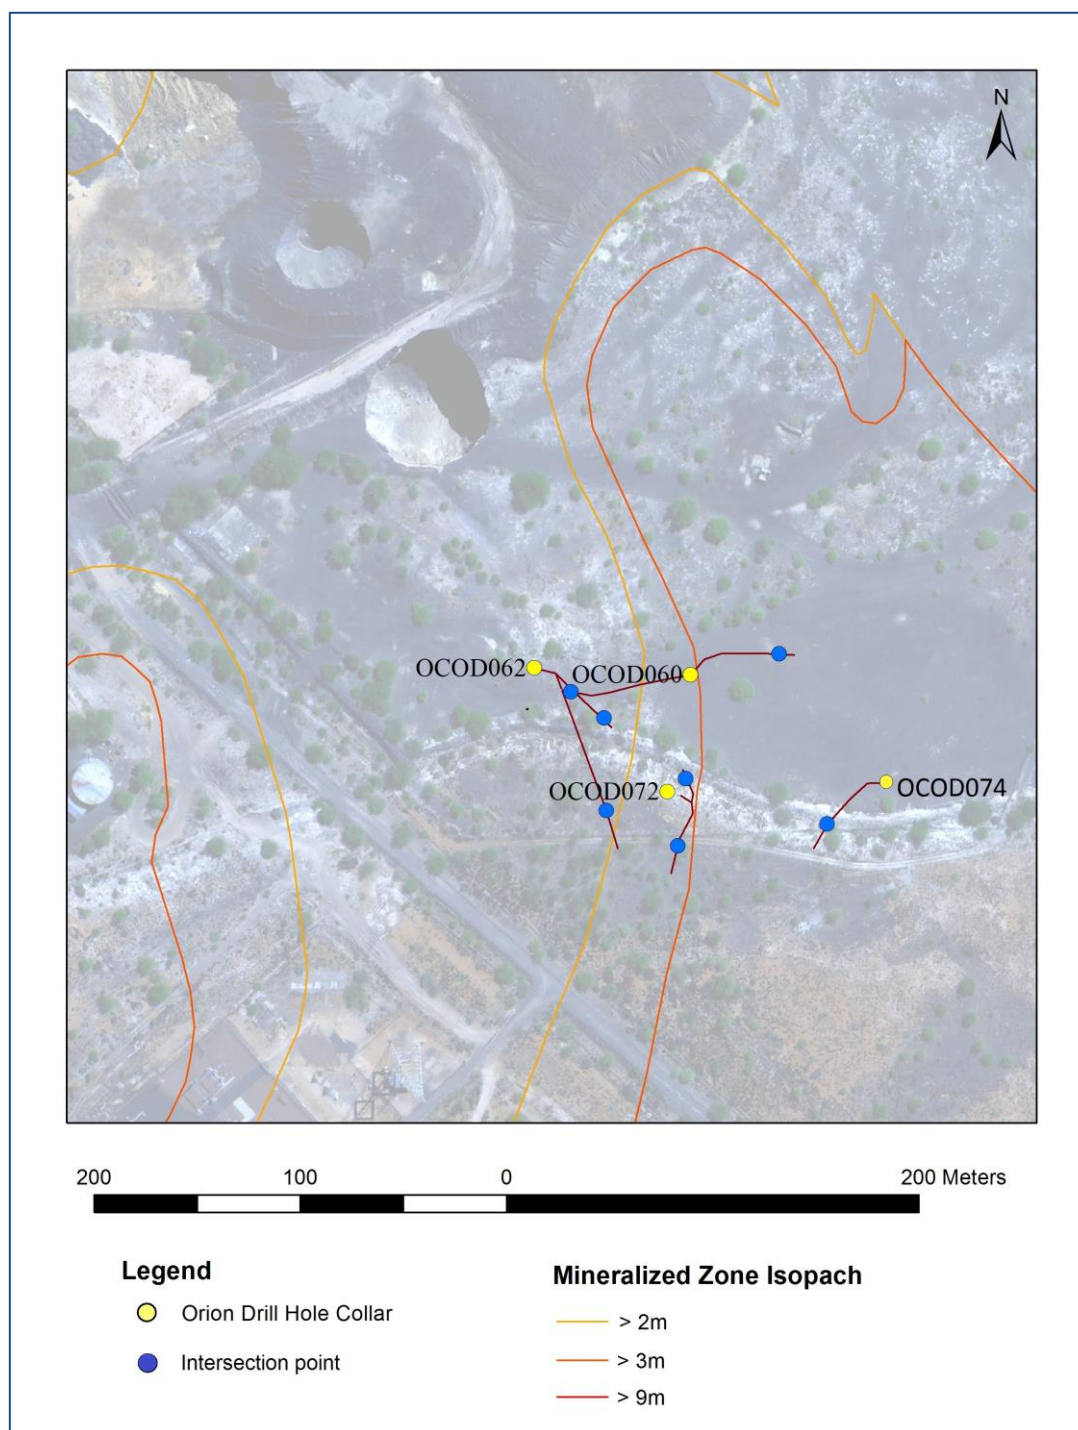 N
OCOD062
OCOD060
OCOD072
OCOD074
200 100 0 200 Meters
Legend
Orion Drill Hole Collar
Intersection point
Mineralized Zone Isopach
> 2m
> 3m
> 9m